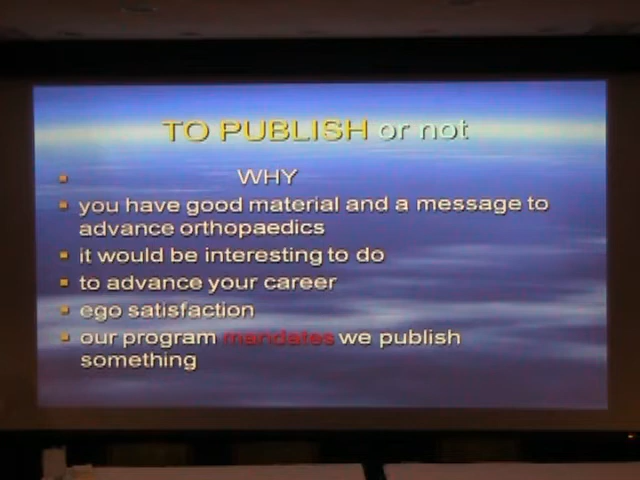 TO PUBLISH or not
WHY
you have good material and a message to
advance orthopaedics
it would be interesting to do
to advance your career
ego satisfaction
our program mandates we publish
something